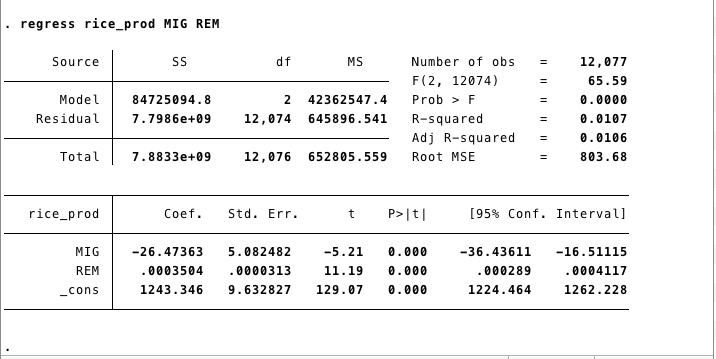 . regress rice_prod MIG REM
Source SS df MS Number of obs = 12,077
F(2, 12074) = 65.59
Model 84725094.8 2 42362547.4 Prob > F = 0.0000
Residual 7.7986e+09 12,074 645896.541 R-squared = 0.0107
Adj R-squared = 0.0106
Total 7.8833e+09 12,076 652805.559 Root MSE = 803.68
rice_prod Coef. Std. Err. t P>|t| [95% Conf. Interval]
MIG −26.47363 5.082482 −5.21 0.000 −36.43611 −16.51115
REM .0003504 .0000313 11.19 0.000 .000289 .0004117
_cons 1243.346 9.632827 129.07 0.000 1224.464 1262.228
.